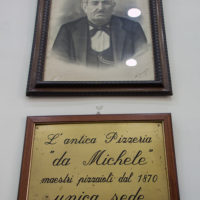 L'antica Pizzeria
"da Michele"
maestri pizzaioli dal 1870
unica sede